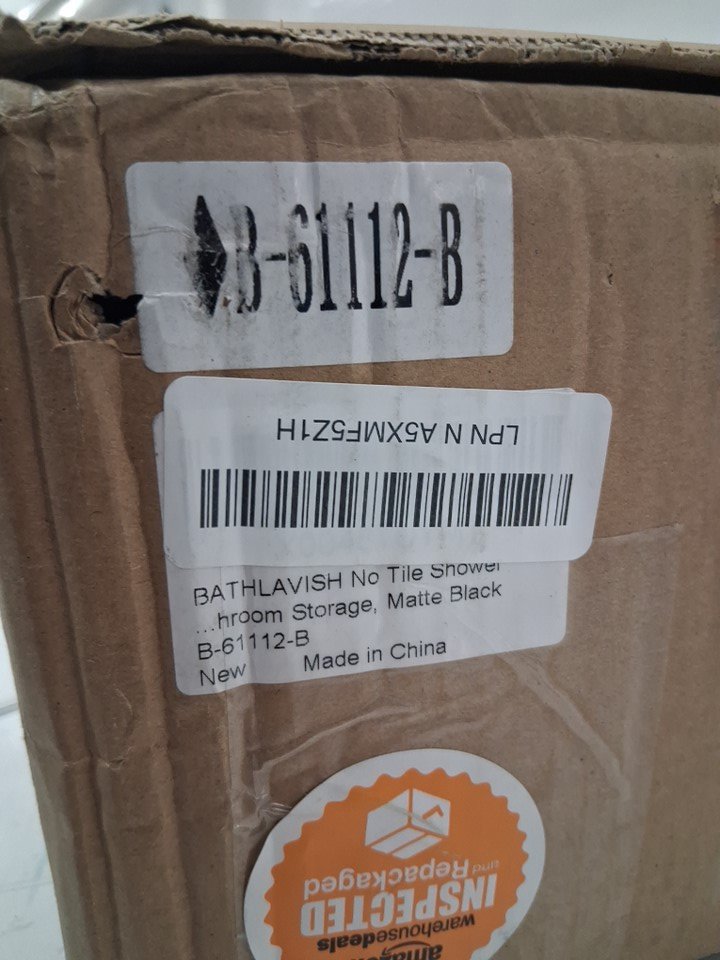 B-61112-B
LPN N A5XMF5Z1H
BATHLAVISH No Tile Shower
...hroom Storage, Matte Black
B-61112-B
New Made in China
amazon
warehousedeals
INSPECTED
and Repackaged